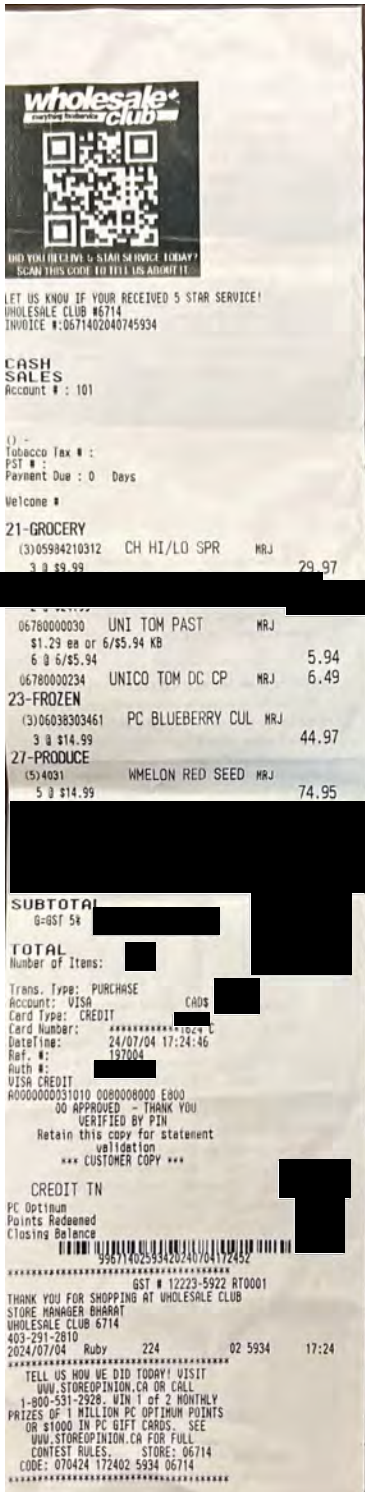 wholesale
everything foodservice club
DID YOU RECEIVE 5 STAR SERVICE TODAY?
SCAN THIS CODE TO TELL US ABOUT IT
LET US KNOW IF YOUR RECEIVED 5 STAR SERVICE!
WHOLESALE CLUB #6714
INVOICE #:0671402040745934
CASH
SALES
Account # : 101
() -
Tobacco Tax # :
PST # :
Payment Due : 0 Days
Welcome #
21-GROCERY
(3)05984210312 CH HI/LO SPR MRJ
3 @ $9.99 29.97
06780000030 UNI TOM PAST MRJ
$1.29 ea or 6/$5.94 KB
6 @ 6/$5.94 5.94
06780000234 UNICO TOM DC CP MRJ 6.49
23-FROZEN
(3)06038303461 PC BLUEBERRY CUL MRJ
3 @ $14.99 44.97
27-PRODUCE
(5)4031 WMELON RED SEED MRJ
5 @ $14.99 74.95
SUBTOTAL
G=GST 5%
TOTAL
Number of Items:
Trans. Type: PURCHASE
Account: VISA CAD$
Card Type: CREDIT
Card Number: ************1624 C
DateTime: 24/07/04 17:24:46
Ref. #: 197004
Auth #:
VISA CREDIT
A0000000031010 0080008000 E800
00 APPROVED - THANK YOU
VERIFIED BY PIN
Retain this copy for statement
validation
*** CUSTOMER COPY ***
CREDIT TN
PC Optimum
Points Redeemed
Closing Balance
99671402593420240704172452
************************************
GST # 12223-5922 RT0001
THANK YOU FOR SHOPPING AT WHOLESALE CLUB
STORE MANAGER BHARAT
WHOLESALE CLUB 6714
403-291-2810
2024/07/04 Ruby 224 02 5934 17:24
************************************
TELL US HOW WE DID TODAY! VISIT
WWW.STOREOPINION.CA OR CALL
1-800-531-2928. WIN 1 of 2 MONTHLY
PRIZES OF 1 MILLION PC OPTIMUM POINTS
OR $1000 IN PC GIFT CARDS. SEE
WWW.STOREOPINION.CA FOR FULL
CONTEST RULES. STORE: 06714
CODE: 070424 172402 5934 06714
************************************